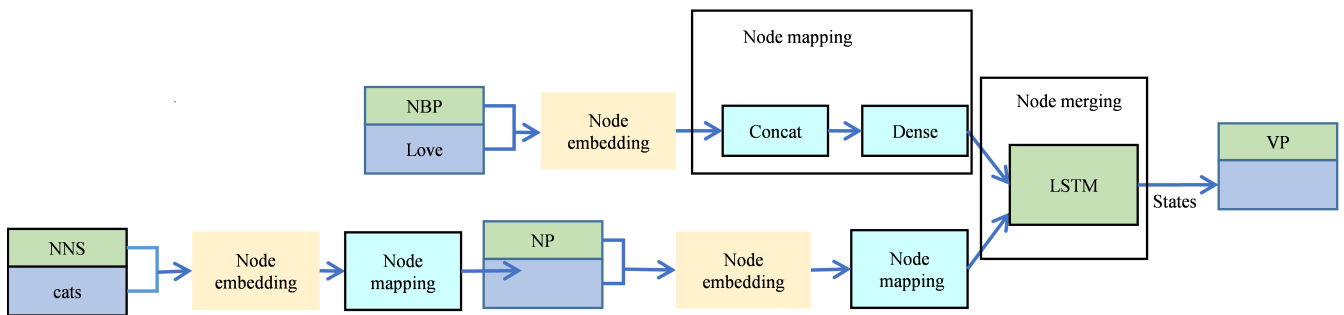 Node mapping
NBP
Love
Node
embedding
Concat
Dense
Node merging
LSTM
States
VP
NNS
cats
Node
embedding
Node
mapping
NP
Node
embedding
Node
mapping